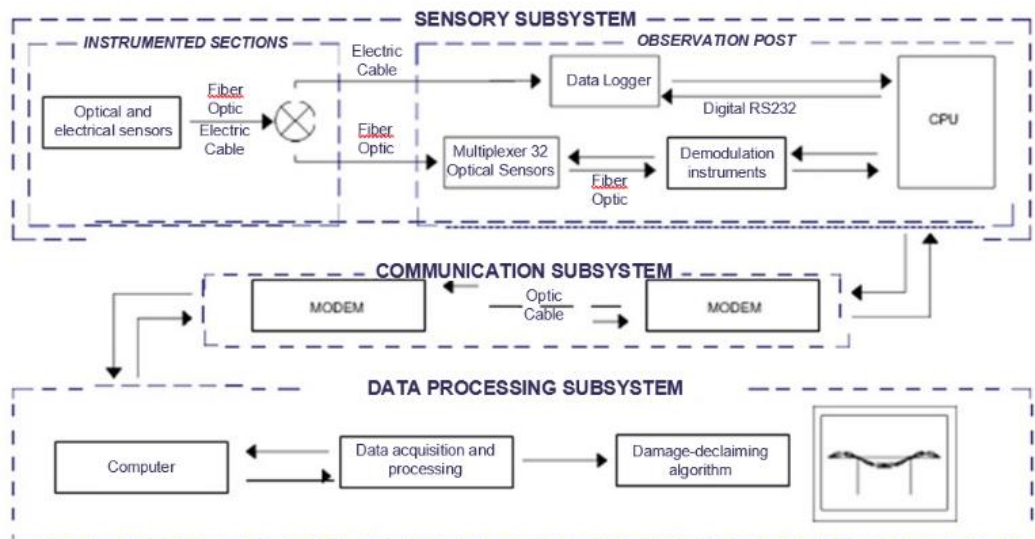 SENSORY SUBSYSTEM
INSTRUMENTED SECTIONS
OBSERVATION POST
Optical and
electrical sensors
Fiber
Optic
Electric
Cable
Electric
Cable
Fiber
Optic
Data Logger
Digital RS232
CPU
Multiplexer 32
Optical Sensors
Fiber
Optic
Demodulation
instruments
COMMUNICATION SUBSYSTEM
MODEM
Optic
Cable
MODEM
DATA PROCESSING SUBSYSTEM
Computer
Data acquisition and
processing
Damage-declaiming
algorithm